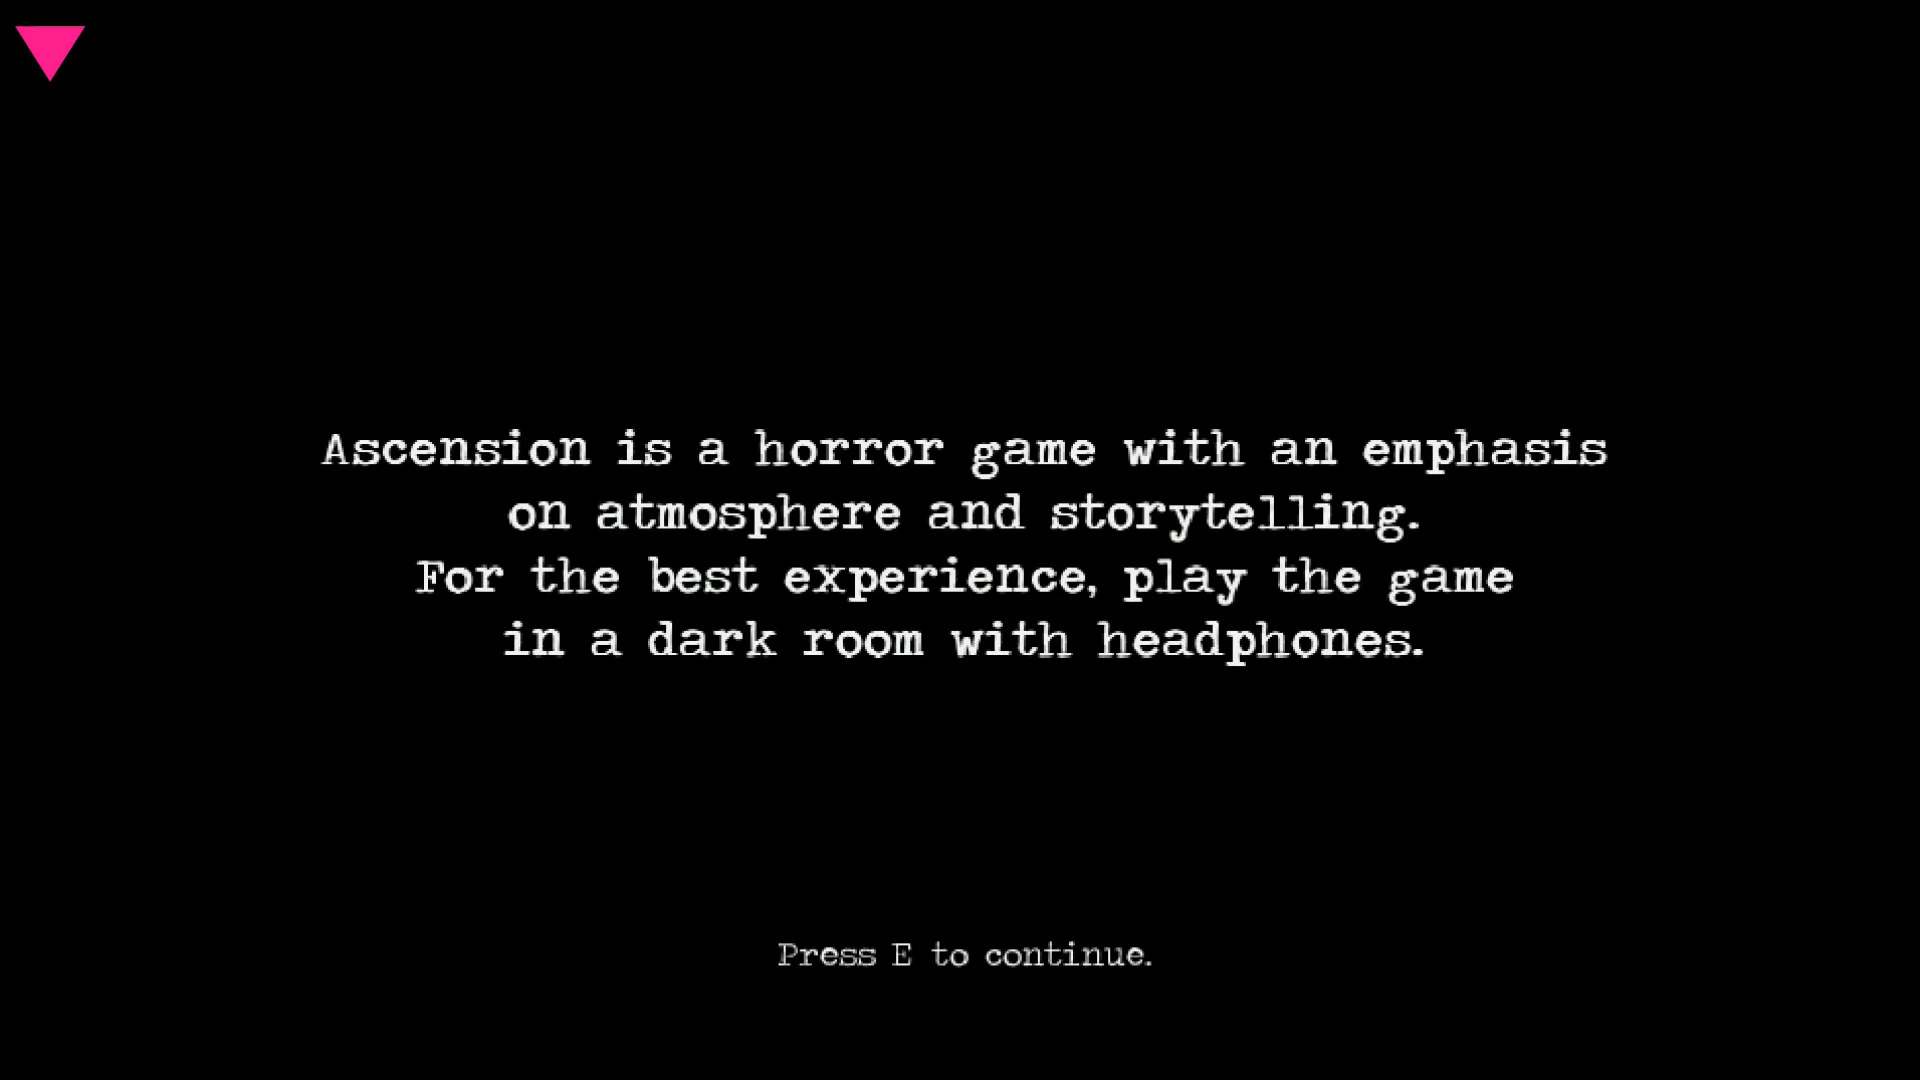 Ascension is a horror game with an emphasis
on atmosphere and storytelling.
For the best experience, play the game
in a dark room with headphones.
Press E to continue.